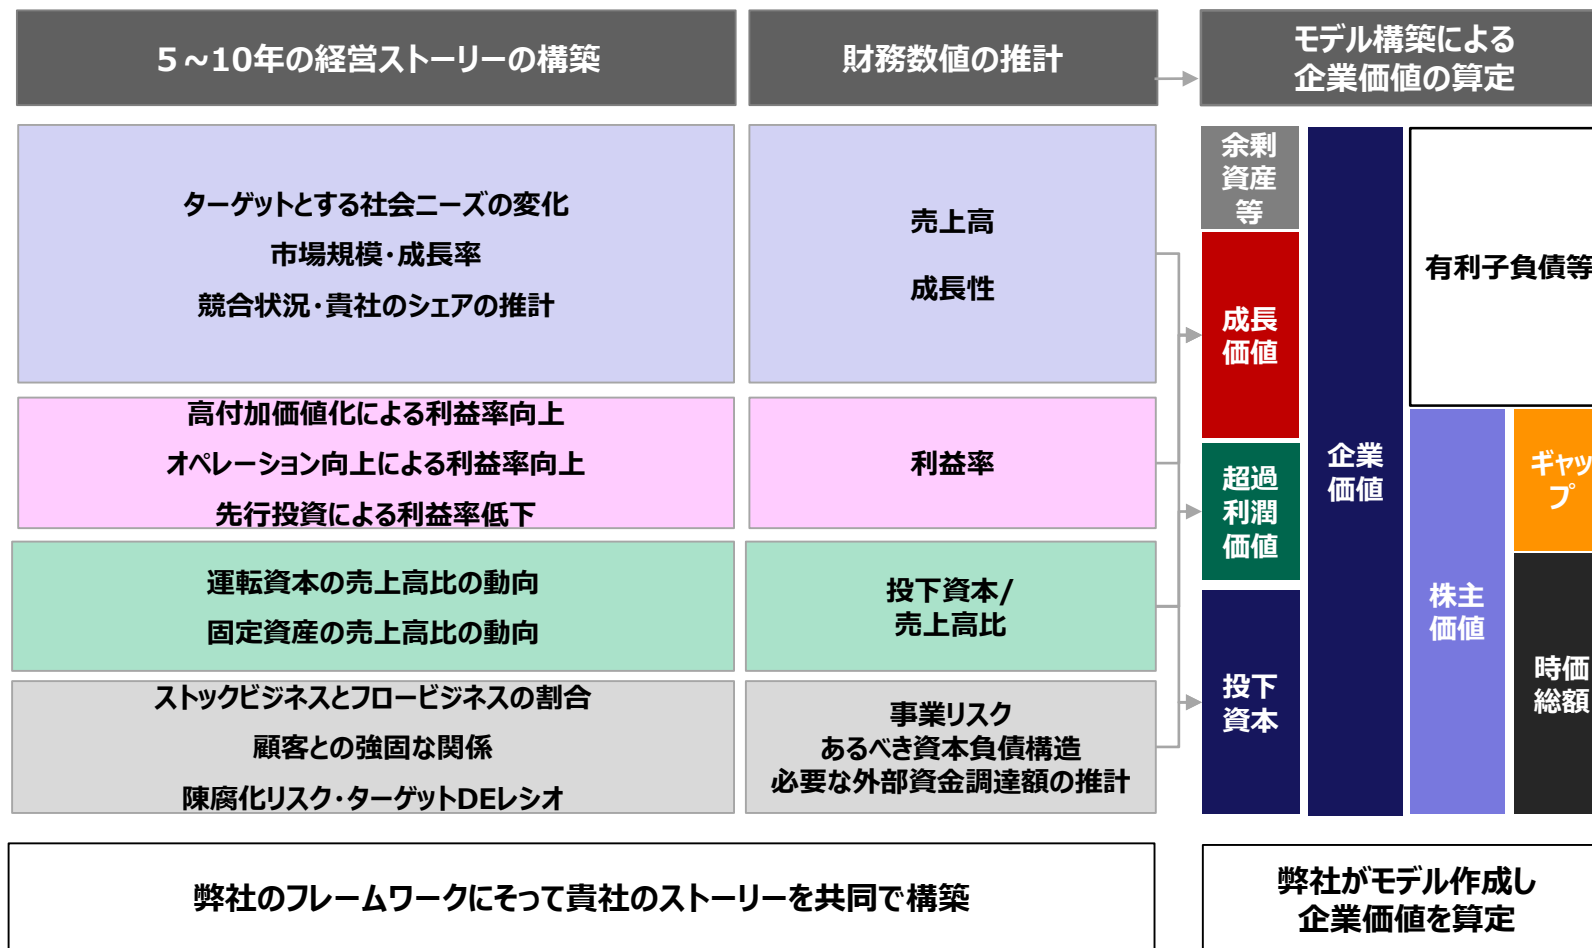 ５～10年の経営ストーリーの構築
財務数値の推計
モデル構築による
企業価値の算定
ターゲットとする社会ニーズの変化
市場規模・成長率
競合状況・貴社のシェアの推計
売上高
成長性
高付加価値化による利益率向上
オペレーション向上による利益率向上
先行投資による利益率低下
利益率
運転資本の売上高比の動向
固定資産の売上高比の動向
投下資本/
売上高比
ストックビジネスとフロービジネスの割合
顧客との強固な関係
陳腐化リスク・ターゲットDEレシオ
事業リスク
あるべき資本負債構造
必要な外部資金調達額の推計
余剰
資産
等
成長
価値
超過
利潤
価値
投下
資本
企業
価値
有利子負債等
株主
価値
ギャッ
プ
時価
総額
弊社のフレームワークにそって貴社のストーリーを共同で構築
弊社がモデル作成し
企業価値を算定